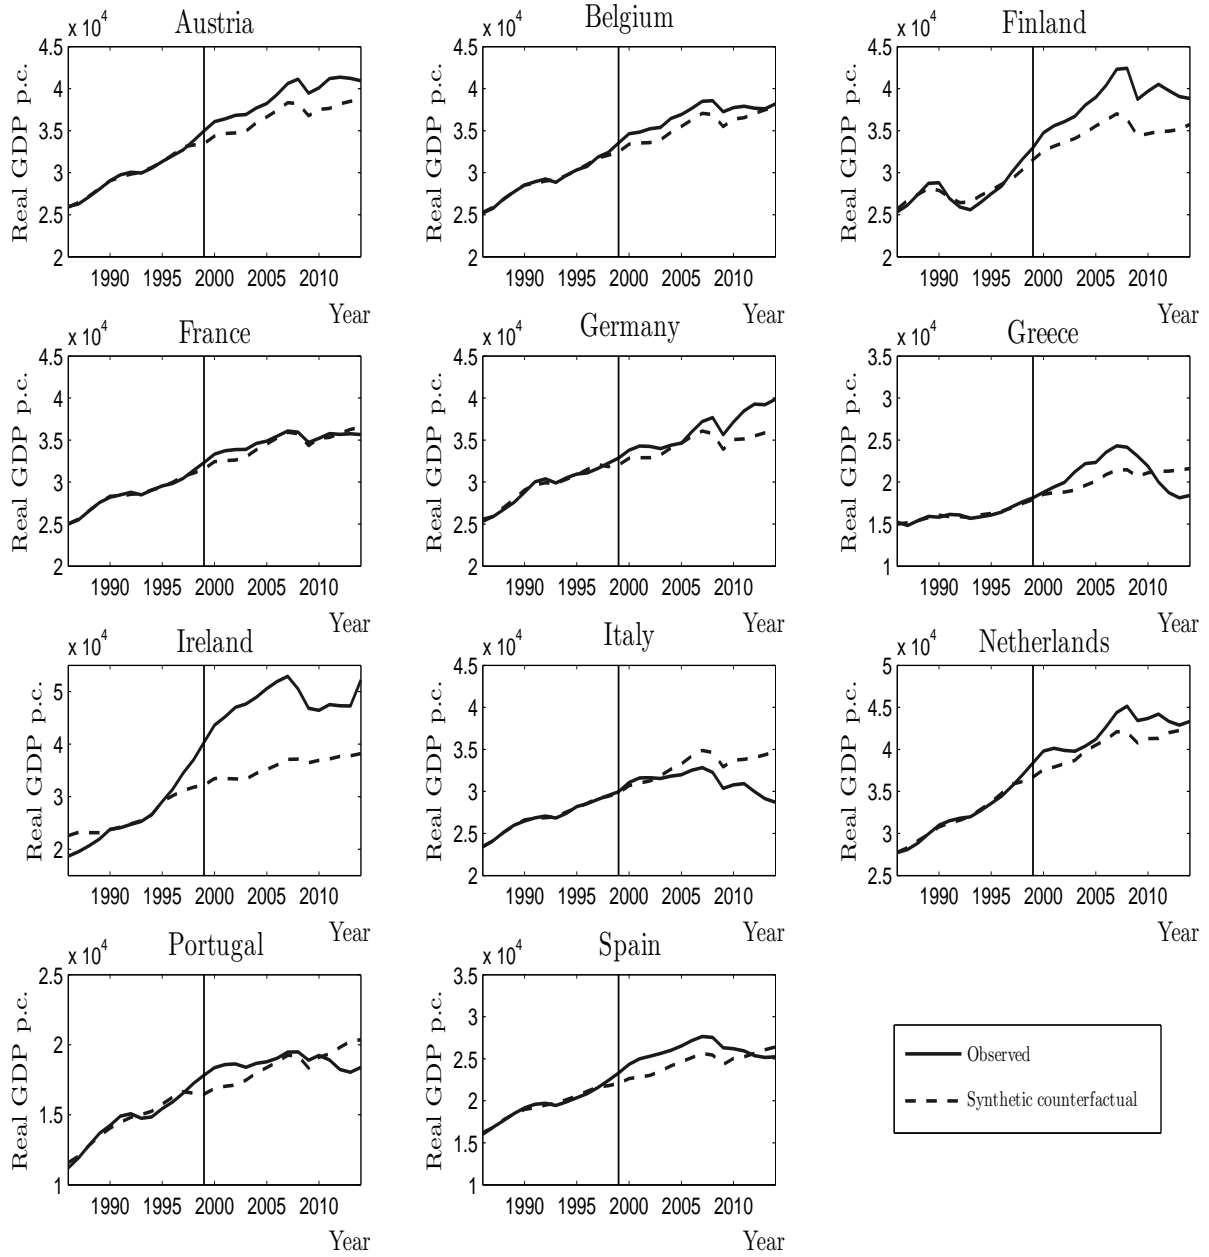 Austria
x 10^4
Real GDP p.c.
4.5
4
3.5
3
2.5
2
1990 1995 2000 2005 2010
Year
Belgium
x 10^4
Real GDP p.c.
4.5
4
3.5
3
2.5
2
1990 1995 2000 2005 2010
Year
Finland
x 10^4
Real GDP p.c.
4.5
4
3.5
3
2.5
2
1990 1995 2000 2005 2010
Year
France
x 10^4
Real GDP p.c.
4.5
4
3.5
3
2.5
2
1990 1995 2000 2005 2010
Year
Germany
x 10^4
Real GDP p.c.
4.5
4
3.5
3
2.5
2
1990 1995 2000 2005 2010
Year
Greece
x 10^4
Real GDP p.c.
3.5
3
2.5
2
1.5
1
1990 1995 2000 2005 2010
Year
Ireland
x 10^4
Real GDP p.c.
5
4
3
2
1990 1995 2000 2005 2010
Year
Italy
x 10^4
Real GDP p.c.
4.5
4
3.5
3
2.5
2
1990 1995 2000 2005 2010
Year
Netherlands
x 10^4
Real GDP p.c.
5
4.5
4
3.5
3
2.5
1990 1995 2000 2005 2010
Year
Portugal
x 10^4
Real GDP p.c.
2.5
2
1.5
1
1990 1995 2000 2005 2010
Year
Spain
x 10^4
Real GDP p.c.
3.5
3
2.5
2
1.5
1
1990 1995 2000 2005 2010
Year
Observed
Synthetic counterfactual